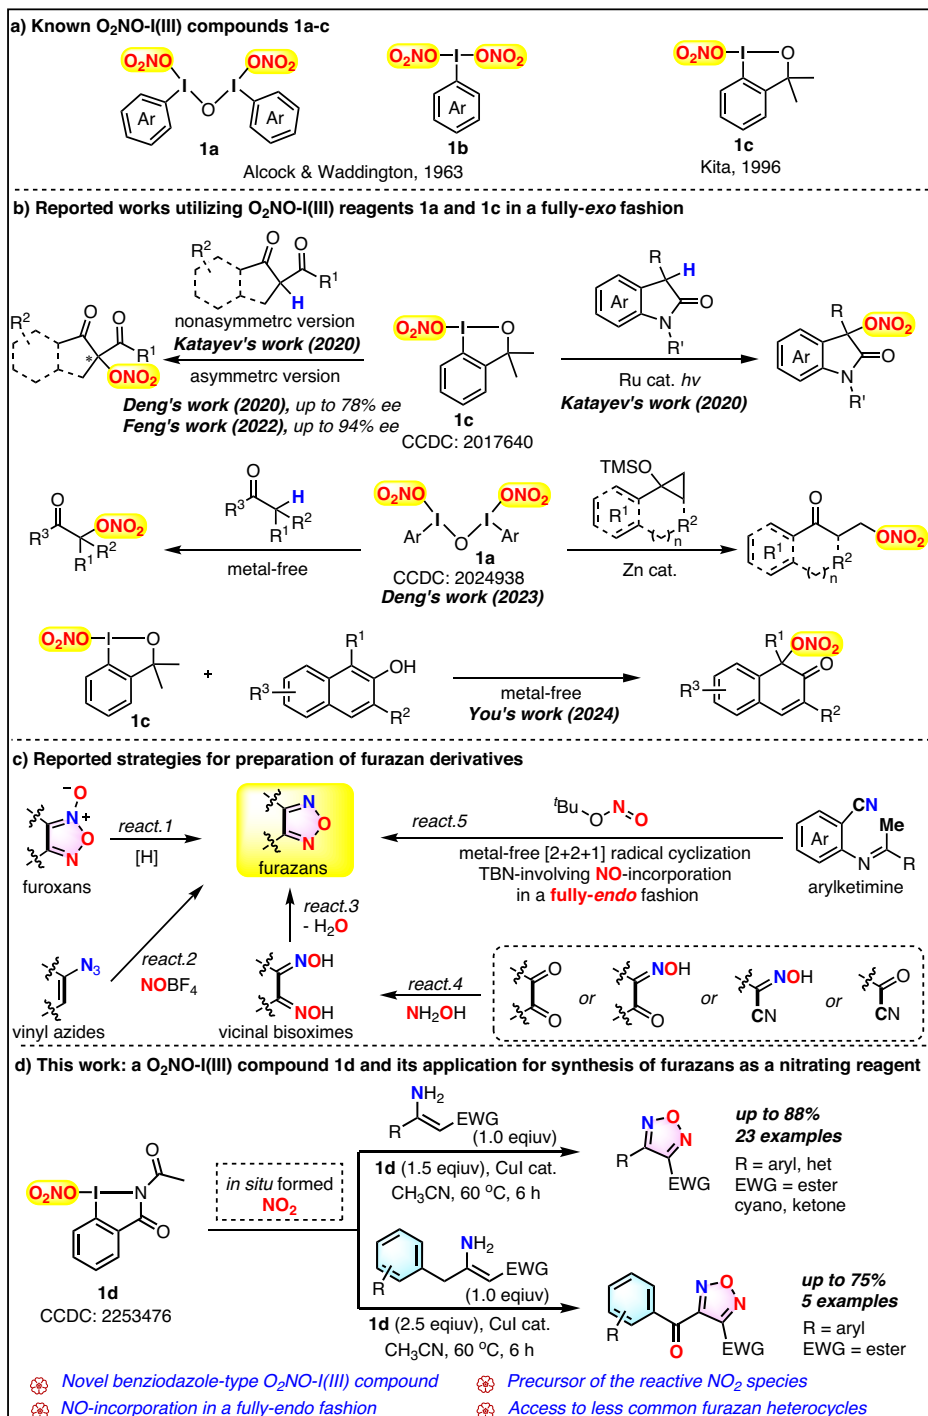 a) Known O₂NO-I(III) compounds 1a-c
O₂NO ONO₂ O₂NO I ONO₂ O₂NO I O
I I
O
Ar Ar Ar
1a 1b 1c
Alcock & Waddington, 1963 Kita, 1996
b) Reported works utilizing O₂NO-I(III) reagents 1a and 1c in a fully-exo fashion
R² O O
R¹
H
nonasymmetrc version
Katayev's work (2020)
asymmetrc version
Deng's work (2020), up to 78% ee
Feng's work (2022), up to 94% ee
R² O O
R¹
*
ONO₂
O₂NO I O
1c
CCDC: 2017640
R H
Ar O
N
R'
Ru cat. hv
Katayev's work (2020)
R ONO₂
Ar O
N
R'
O
R³ ONO₂
R² R¹
O H
R³ R²
R¹
metal-free
O₂NO ONO₂
I I
Ar O Ar
1a
CCDC: 2024938
Deng's work (2023)
TMSO
R¹ R²
n
Zn cat.
O
R¹ R² ONO₂
n
O₂NO I O
1c
+
R¹
OH
R³ R²
metal-free
You's work (2024)
R¹ ONO₂
O
R³ R²
c) Reported strategies for preparation of furazan derivatives
⁻O
N⁺
O
N
furoxans
react.1
[H]
N
O
N
furazans
react.5
ᵗBu O N O
metal-free [2+2+1] radical cyclization
TBN-involving NO-incorporation
in a fully-endo fashion
CN
Me
Ar N R
arylketimine
N₃
vinyl azides
react.2
NOBF₄
react.3
- H₂O
NOH
NOH
vicinal bisoximes
react.4
NH₂OH
O
O
or
NOH
O
or
NOH
CN
or
O
CN
d) This work: a O₂NO-I(III) compound 1d and its application for synthesis of furazans as a nitrating reagent
O₂NO I N O
O
1d
CCDC: 2253476
in situ formed
NO₂
NH₂
R EWG
(1.0 eqiuv)
1d (1.5 eqiuv), CuI cat.
CH₃CN, 60 ºC, 6 h
N O N
R EWG
up to 88%
23 examples
R = aryl, het
EWG = ester
cyano, ketone
NH₂
R EWG
(1.0 eqiuv)
1d (2.5 eqiuv), CuI cat.
CH₃CN, 60 ºC, 6 h
N O N
R O EWG
up to 75%
5 examples
R = aryl
EWG = ester
Novel benziodazole-type O₂NO-I(III) compound
Precursor of the reactive NO₂ species
NO-incorporation in a fully-endo fashion
Access to less common furazan heterocycles